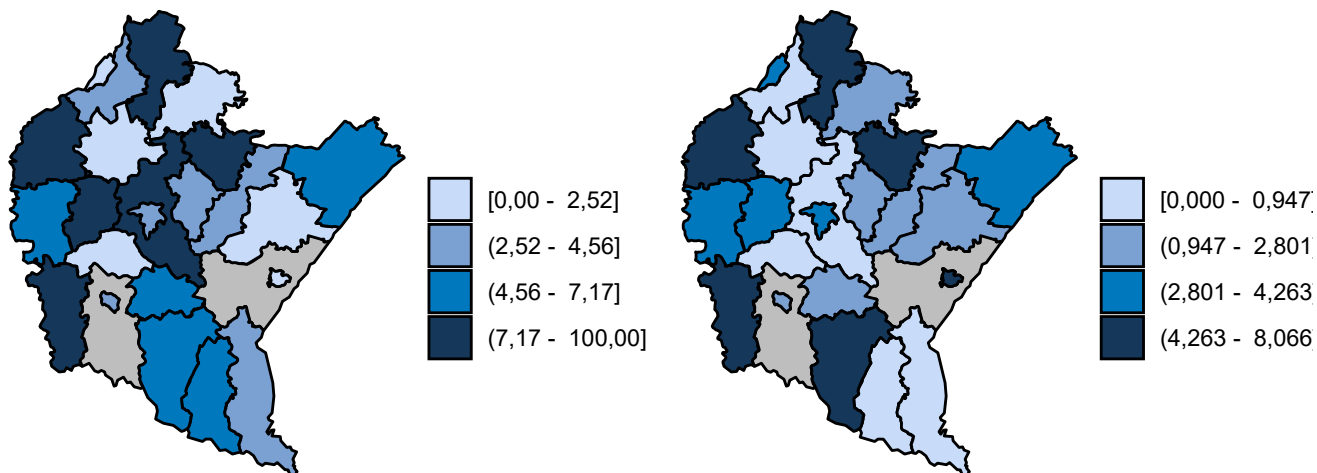 [0,00 - 2,52]
(2,52 - 4,56]
(4,56 - 7,17]
(7,17 - 100,00]
[0,000 - 0,947]
(0,947 - 2,801]
(2,801 - 4,263]
(4,263 - 8,066]